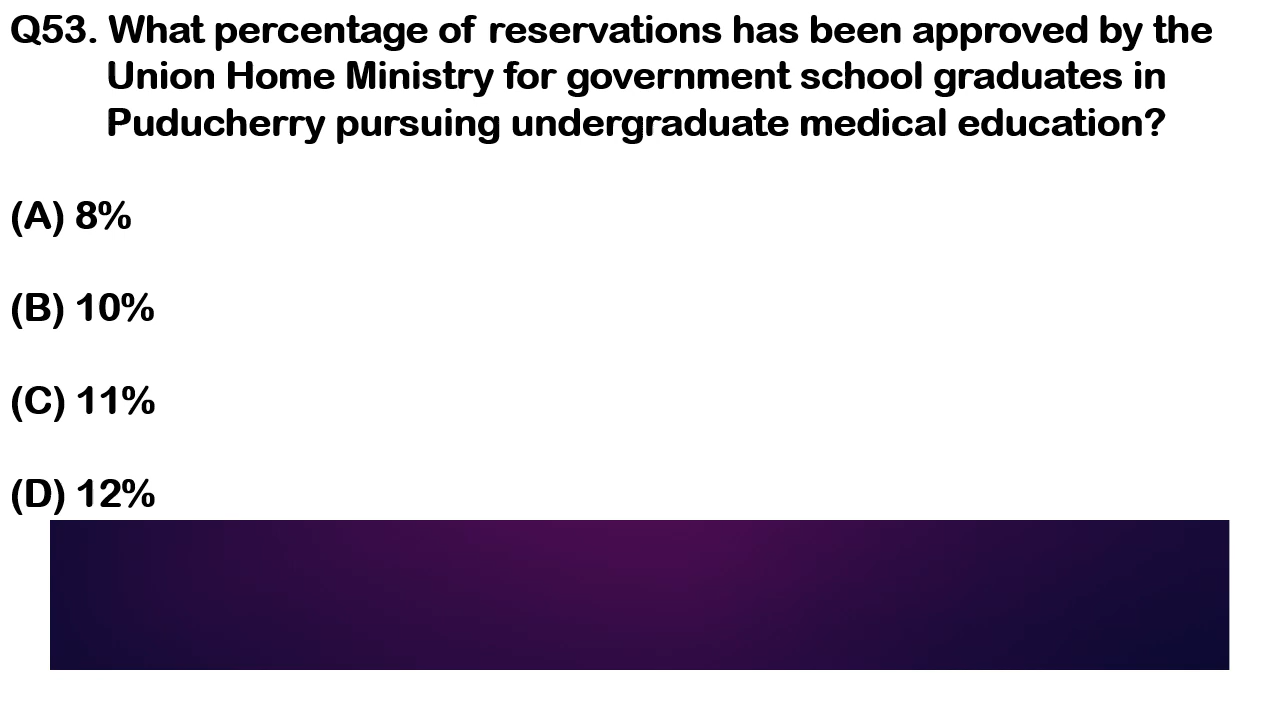 Q53. What percentage of reservations has been approved by the
Union Home Ministry for government school graduates in
Puducherry pursuing undergraduate medical education?
(A) 8%
(B) 10%
(C) 11%
(D) 12%